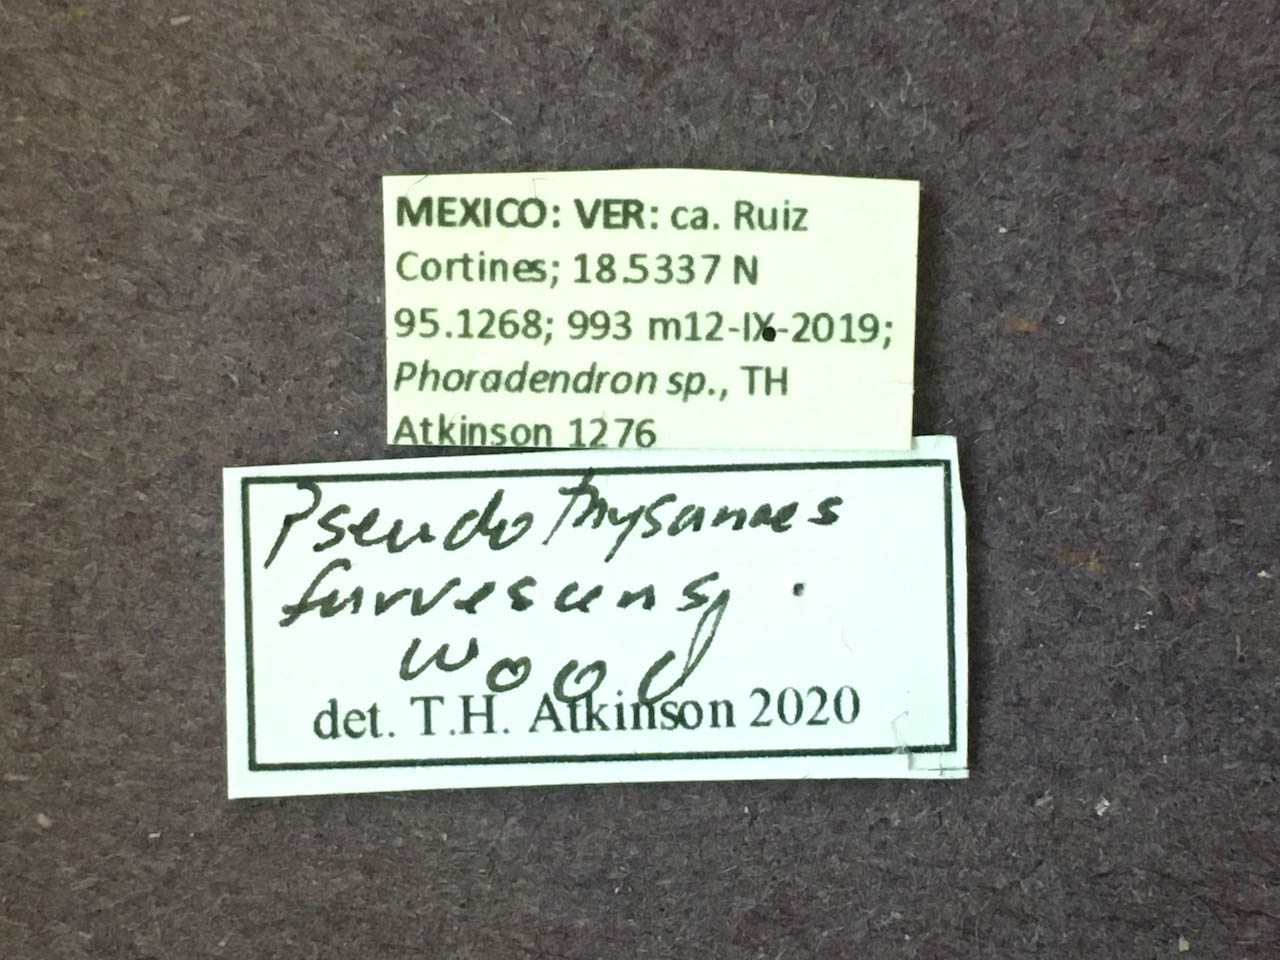 MEXICO: VER: ca. Ruiz
Cortines; 18.5337 N
95.1268; 993 m12-IX-2019;
Phoradendron sp., TH
Atkinson 1276
Pseudothysanoes
furvescens
Wood
det. T.H. Atkinson 2020